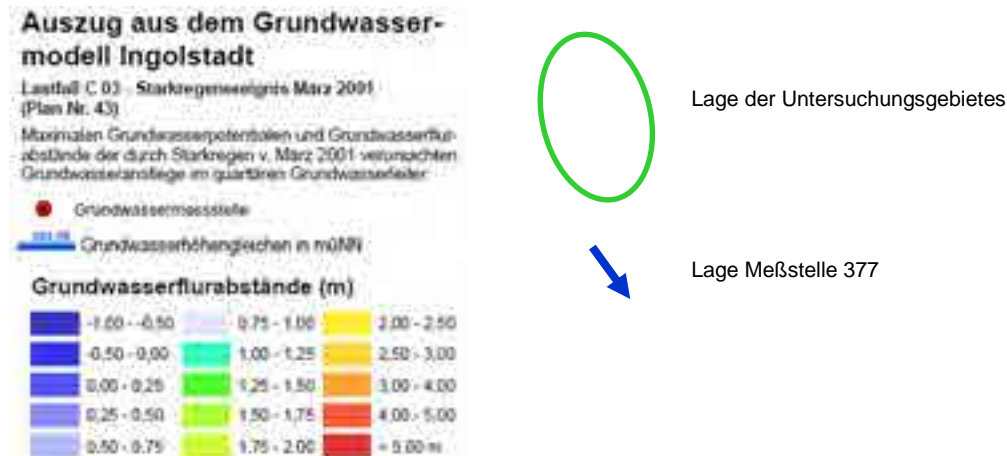 Auszug aus dem Grundwasser-
modell Ingolstadt
Lastfall C 03 - Starkregenereignis März 2001
(Plan Nr. 43)
Maximalen Grundwasserpotentialen und Grundwasserflur-
abstände der durch Starkregen v. März 2001 verursachten
Grundwasseranstiege im quartären Grundwasserleiter
Grundwassermessstelle
Grundwasserhöhengleichen in müNN
Grundwasserflurabstände (m)
-1.00 - -0,50 0.75 - 1.00 2.00 - 2.50
-0,50 - 0,00 1,00 - 1,25 2,50 - 3,00
0,00 - 0,25 1,25 - 1,50 3,00 - 4,00
0,25 - 0,50 1,50 - 1,75 4,00 - 5,00
0,50 - 0.75 1.75 - 2.00 5,00 m
Lage der Untersuchungsgebietes
Lage Meßstelle 377